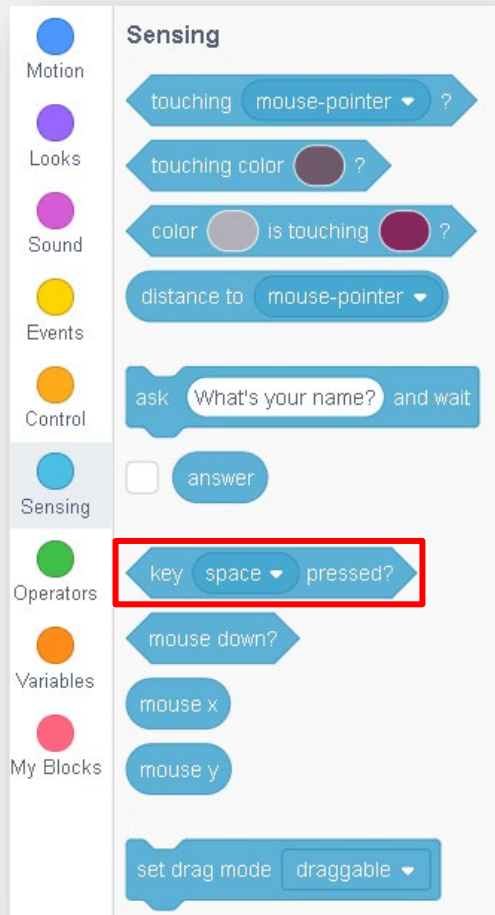 Motion
Looks
Sound
Events
Control
Sensing
Operators
Variables
My Blocks
Sensing
touching mouse-pointer ?
touching color ?
color is touching ?
distance to mouse-pointer
ask What's your name? and wait
answer
key space pressed?
mouse down?
mouse x
mouse y
set drag mode draggable